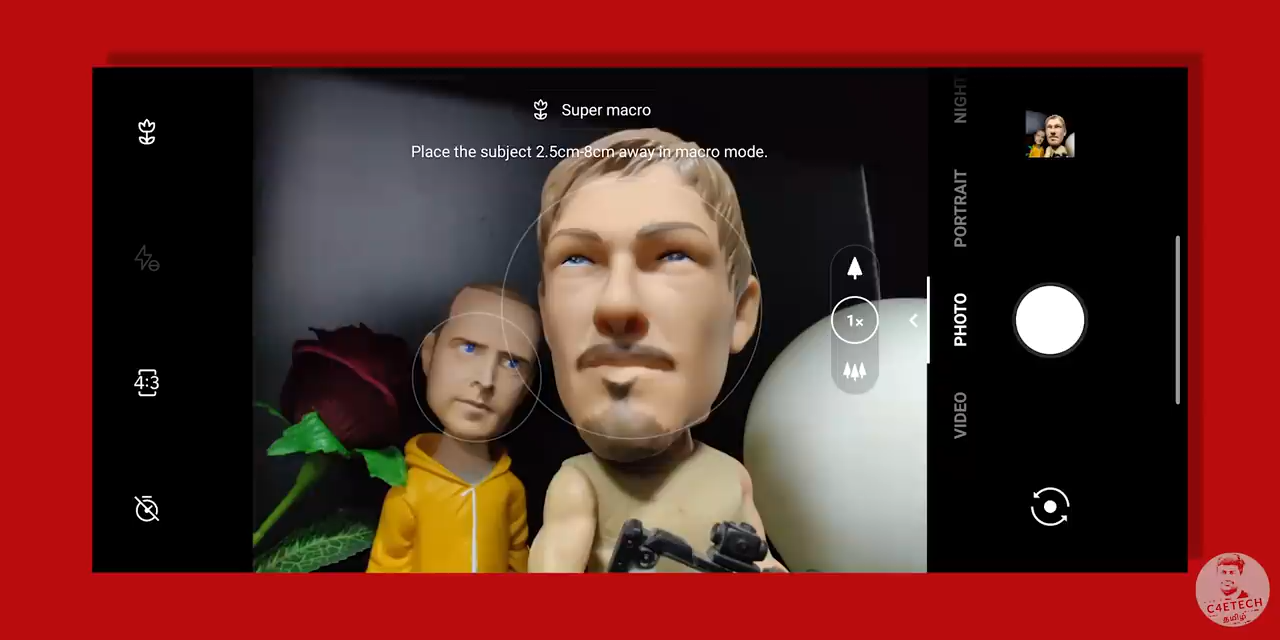 Super macro
Place the subject 2.5cm-8cm away in macro mode.
4:3
1×
NIGHT
PORTRAIT
PHOTO
VIDEO
C4ETECH
தமிழ்